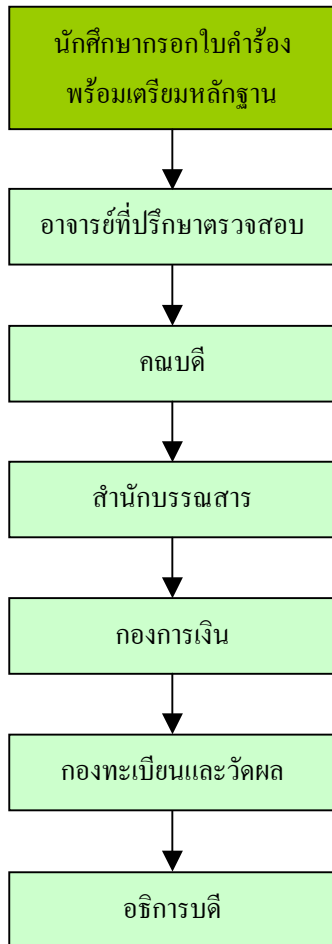 นักศึกษากรอกใบคำร้อง
พร้อมเตรียมหลักฐาน
อาจารย์ที่ปรึกษาตรวจสอบ
คณบดี
สำนักบรรณสาร
กองการเงิน
กองทะเบียนและวัดผล
อธิการบดี